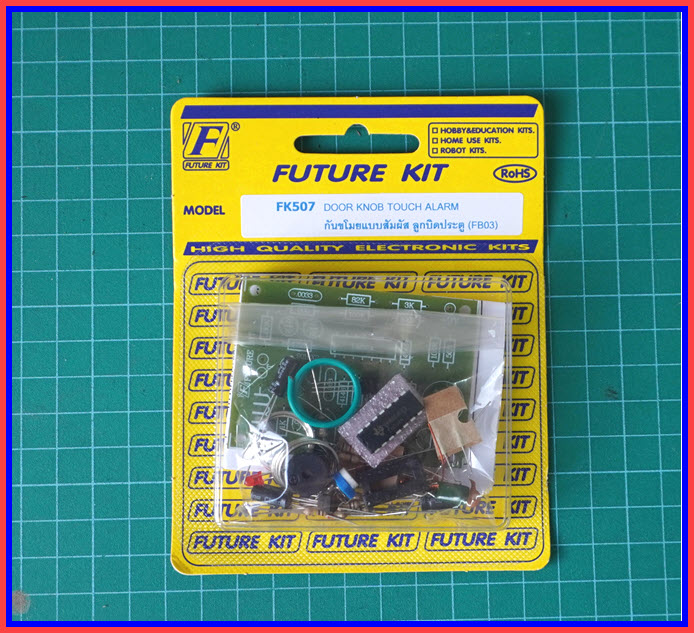 F ®
FUTURE KIT
HOBBY&EDUCATION KITS.
HOME USE KITS.
ROBOT KITS.
FUTURE KIT
RoHS
MODEL
FK507 DOOR KNOB TOUCH ALARM
กันขโมยแบบสัมผัส ลูกบิดประตู (FB03)
HIGH QUALITY ELECTRONIC KITS
FUTURE KIT FUTURE KIT FUTURE KIT
.0033 82K 3K
FUTURE KIT FUTURE KIT FUTURE KIT